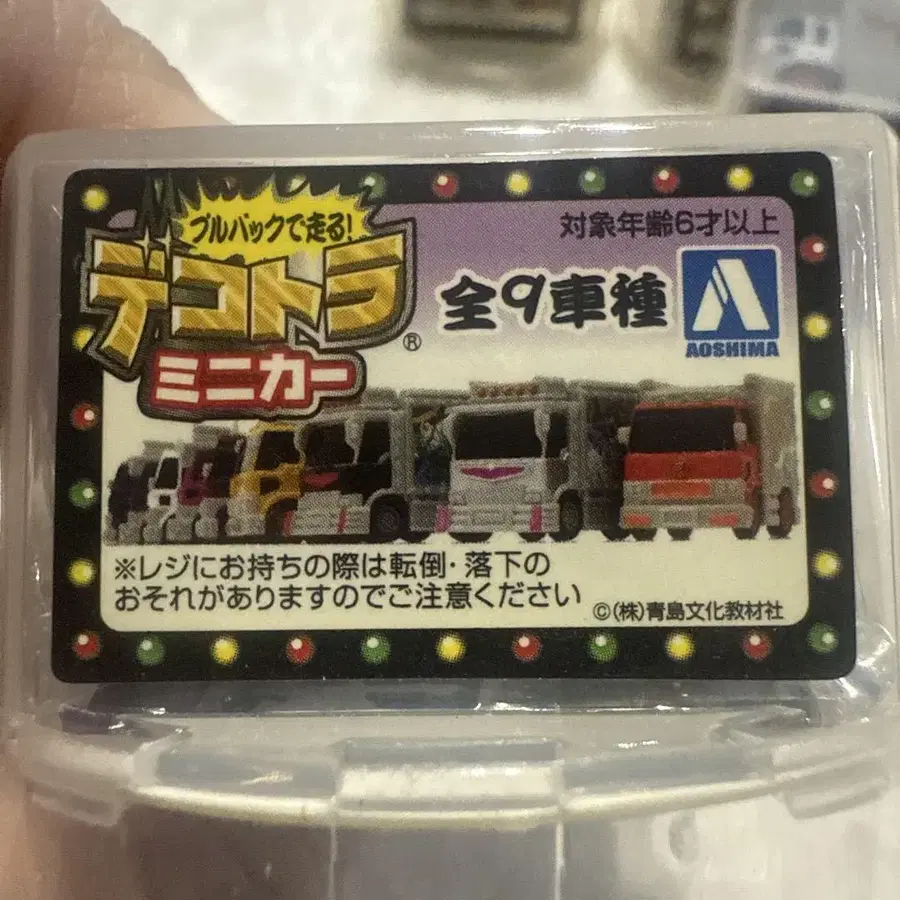 プルバックで走る!
デコトラ®
ミニカー
対象年齢6才以上
全9車種
AOSHIMA
※レジにお持ちの際は転倒・落下の
おそれがありますのでご注意ください
©(株)青島文化教材社